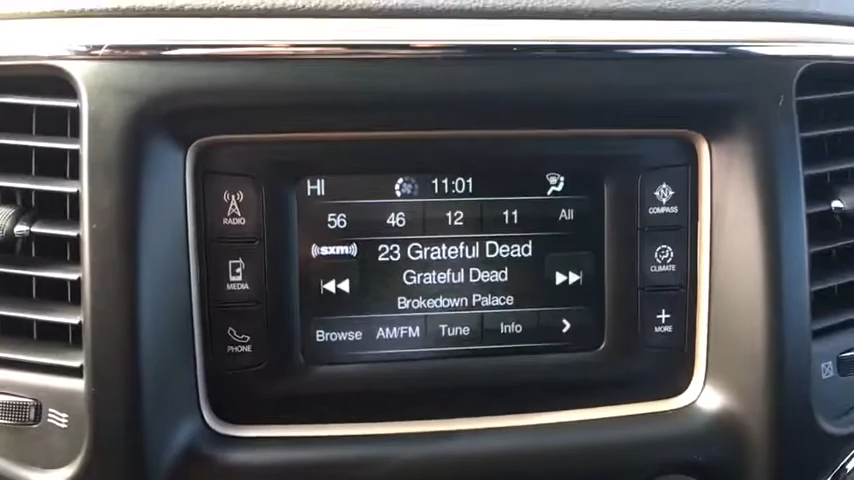 HI 11:01
56 46 12 11 All
((sxm)) 23 Grateful Dead
Grateful Dead
Brokedown Palace
Browse AM/FM Tune Info >
RADIO
MEDIA
PHONE
N
COMPASS
CLIMATE
+
MORE